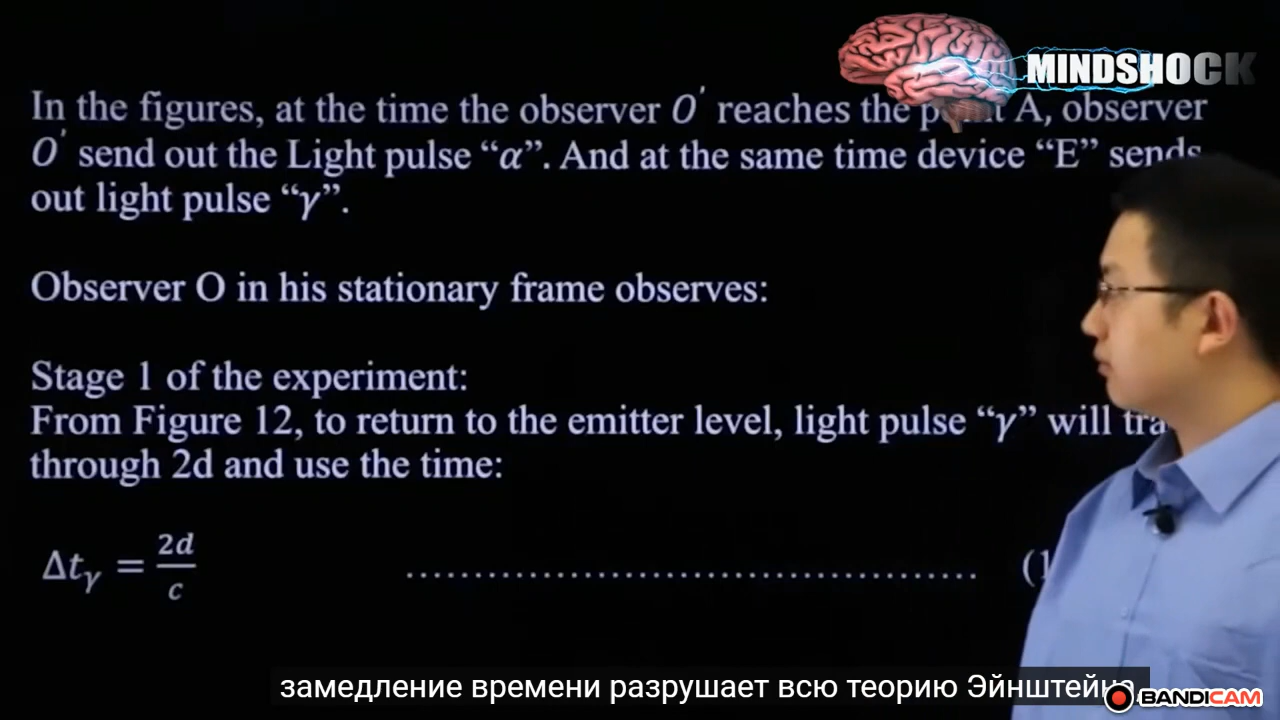 MINDSHOCK
In the figures, at the time the observer O′ reaches the A, observer
O′ send out the Light pulse “α”. And at the same time device “E” sends
out light pulse “γ”.
Observer O in his stationary frame observes:
Stage 1 of the experiment:
From Figure 12, to return to the emitter level, light pulse “γ” will
through 2d and use the time:
Δtγ = 2d/c ........................................ (1
замедление времени разрушает всю теорию Эйнштейна,
BANDICAM